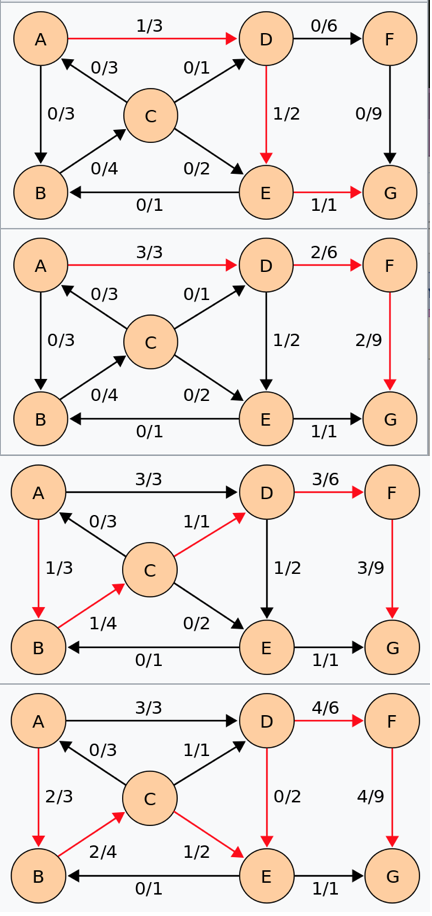 1/3 0/6
A D F
0/3 0/1
0/3 C 1/2 0/9
0/4 0/2
B E G
0/1 1/1
3/3 2/6
A D F
0/3 0/1
0/3 C 1/2 2/9
0/4 0/2
B E G
0/1 1/1
3/3 3/6
A D F
0/3 1/1
1/3 C 1/2 3/9
1/4 0/2
B E G
0/1 1/1
3/3 4/6
A D F
0/3 1/1
2/3 C 0/2 4/9
2/4 1/2
B E G
0/1 1/1